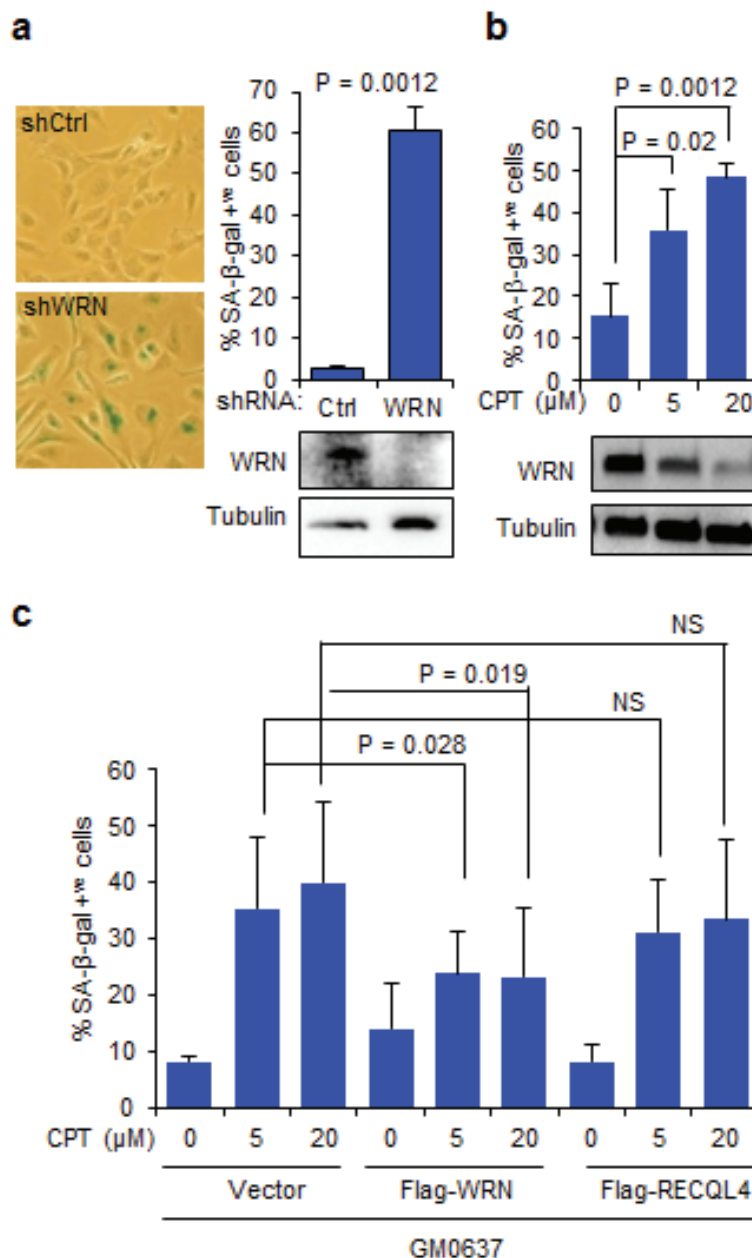 a
shCtrl
shWRN
P = 0.0012
% SA-β-gal +ve cells
70
60
50
40
30
20
10
0
shRNA: Ctrl WRN
WRN
Tubulin
b
P = 0.0012
P = 0.02
% SA-β-gal +ve cells
60
50
40
30
20
10
0
CPT (µM) 0 5 20
WRN
Tubulin
c
NS
P = 0.019
NS
P = 0.028
% SA-β-gal +ve cells
60
50
40
30
20
10
0
CPT (µM) 0 5 20 0 5 20 0 5 20
Vector Flag-WRN Flag-RECQL4
GM0637